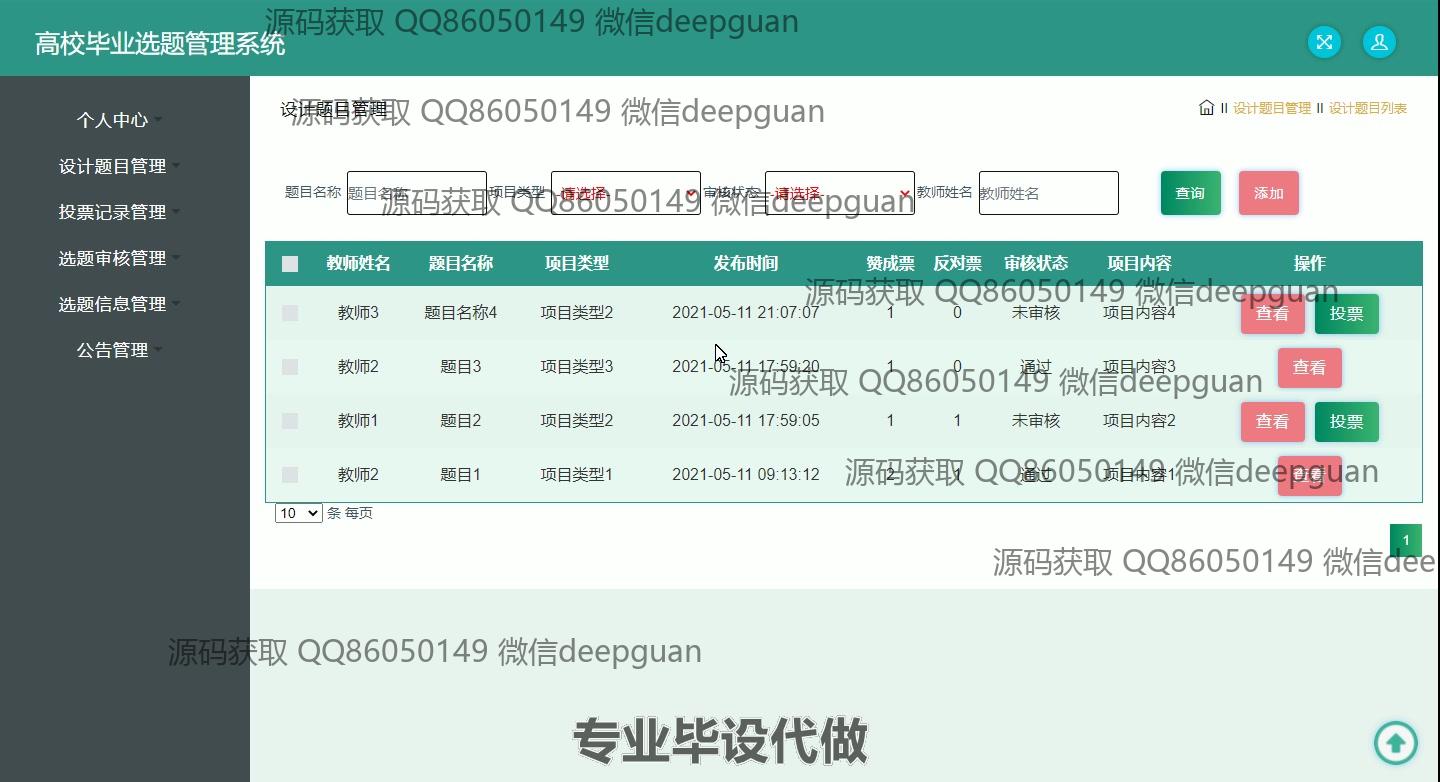 源码获取 QQ86050149 微信deepguan
高校毕业选题管理系统
个人中心
设计题目管理
投票记录管理
选题审核管理
选题信息管理
公告管理
设计题目管理
源码获取 QQ86050149 微信deepguan
设计题目管理 设计题目列表
题目名称 题目名称 项目类型 请选择- 审核状态 -请选择- 教师姓名 教师姓名 查询 添加
源码获取 QQ86050149 微信deepguan
教师姓名 题目名称 项目类型 发布时间 赞成票 反对票 审核状态 项目内容 操作
源码获取 QQ86050149 微信deepguan
教师3 题目名称4 项目类型2 2021-05-11 21:07:07 1 0 未审核 项目内容4 查看 投票
教师2 题目3 项目类型3 2021-05-11 17:59:20 1 0 通过 项目内容3 查看
源码获取 QQ86050149 微信deepguan
教师1 题目2 项目类型2 2021-05-11 17:59:05 1 1 未审核 项目内容2 查看 投票
教师2 题目1 项目类型1 2021-05-11 09:13:12 2 1 通过 项目内容1 查看
源码获取 QQ86050149 微信deepguan
10 条 每页
1
源码获取 QQ86050149 微信dee
源码获取 QQ86050149 微信deepguan
专业毕设代做